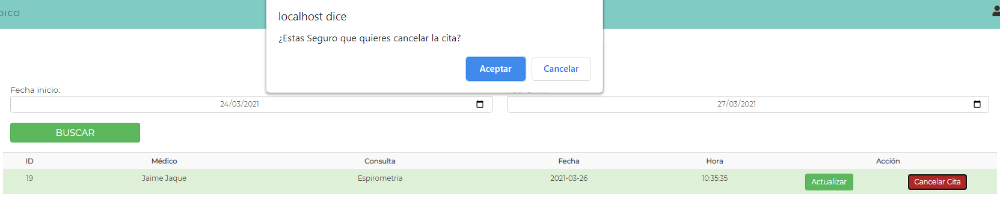 DICO
localhost dice
¿Estas Seguro que quieres cancelar la cita?
Aceptar Cancelar
Fecha inicio:
24/03/2021 27/03/2021
BUSCAR
ID Médico Consulta Fecha Hora Acción
19 Jaime Jaque Espirometria 2021-03-26 10:35:35 Actualizar Cancelar Cita